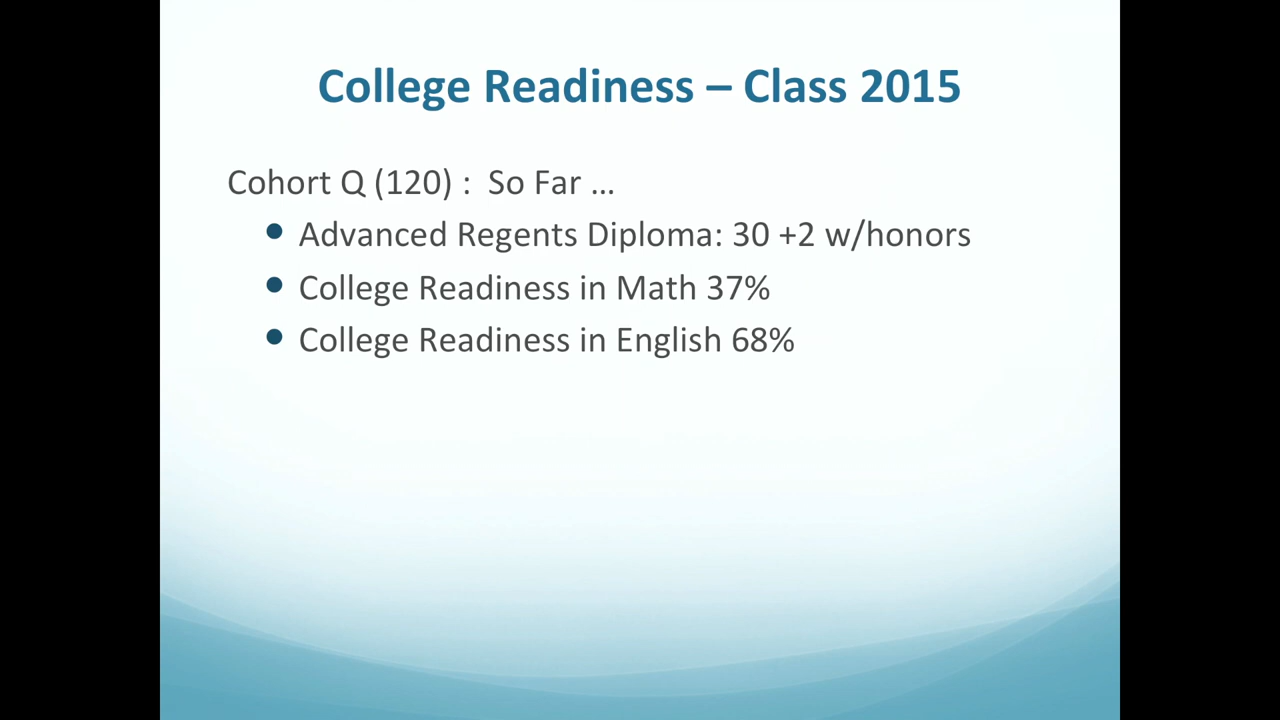 College Readiness – Class 2015
Cohort Q (120) :  So Far …
• Advanced Regents Diploma: 30 +2 w/honors
• College Readiness in Math 37%
• College Readiness in English 68%